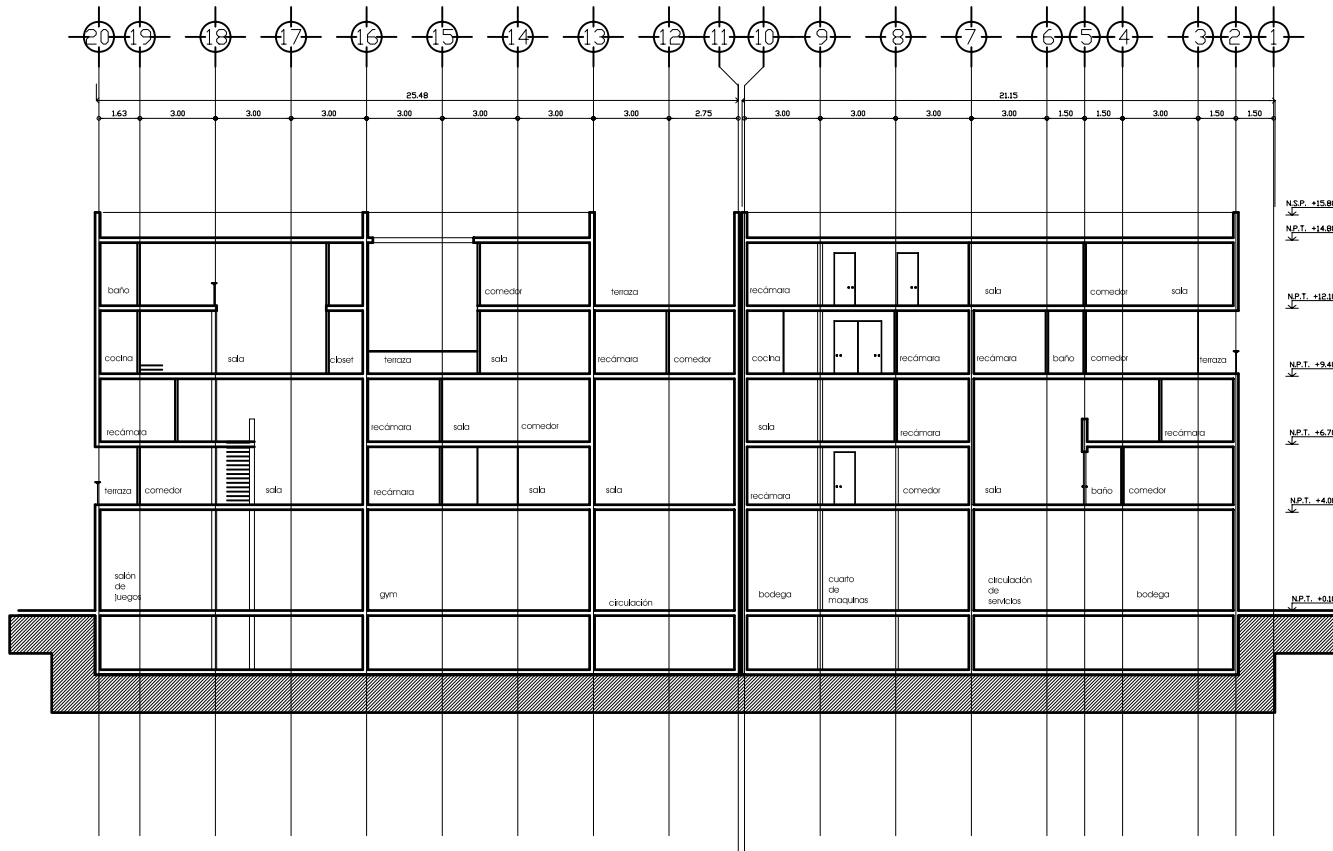 20 19 18 17 16 15 14 13 12 11 10 9 8 7 6 5 4 3 2 1
25.48 21.15
1.63 3.00 3.00 3.00 3.00 3.00 3.00 3.00 2.75 3.00 3.00 3.00 3.00 1.50 1.50 3.00 1.50 1.50
N.S.P. +15.80
N.P.T. +14.80
baño comedor terraza recámara sala comedor sala
N.P.T. +12.10
cocina sala closet terraza sala recámara comedor cocina recámara recámara baño comedor terraza
N.P.T. +9.40
recámara recámara sala comedor sala recámara recámara
N.P.T. +6.70
terraza comedor sala recámara sala sala recámara comedor sala baño comedor
N.P.T. +4.00
salón
de
juegos
gym
circulación
bodega
cuarto
de
maquinas
circulación
de
servicios
bodega
N.P.T. +0.10